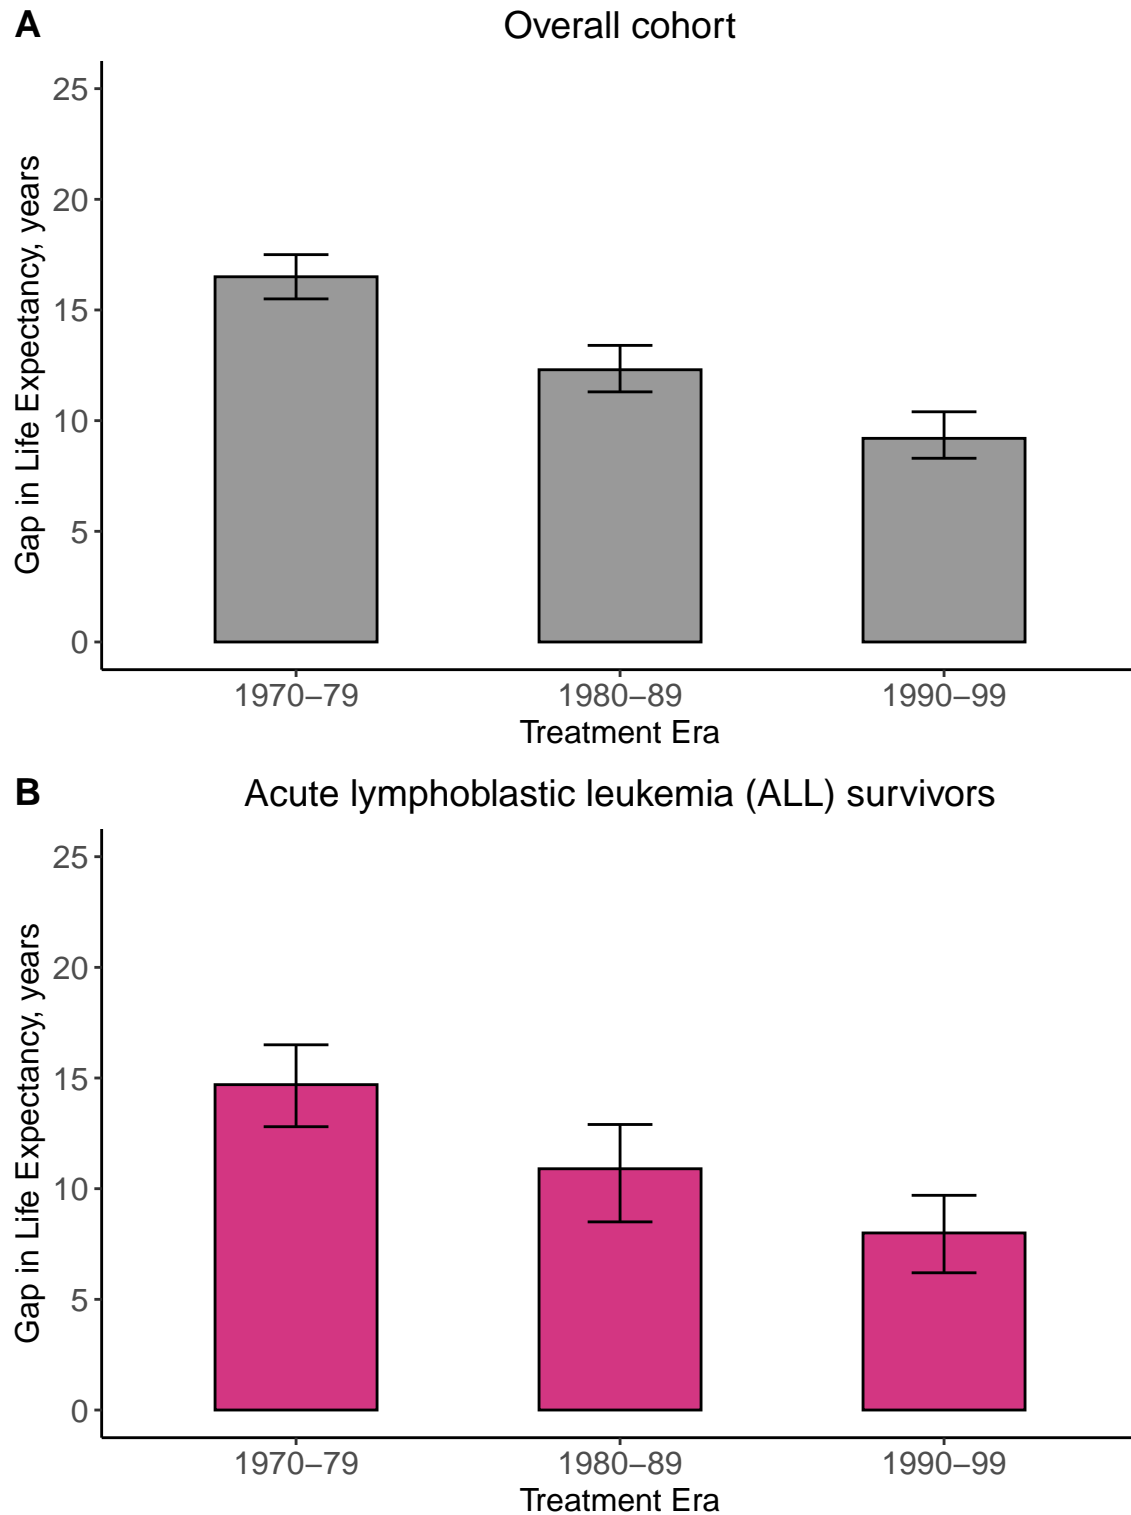 A
Overall cohort
Gap in Life Expectancy, years
25
20
15
10
5
0
1970–79 1980–89 1990–99
Treatment Era
B
Acute lymphoblastic leukemia (ALL) survivors
Gap in Life Expectancy, years
25
20
15
10
5
0
1970–79 1980–89 1990–99
Treatment Era